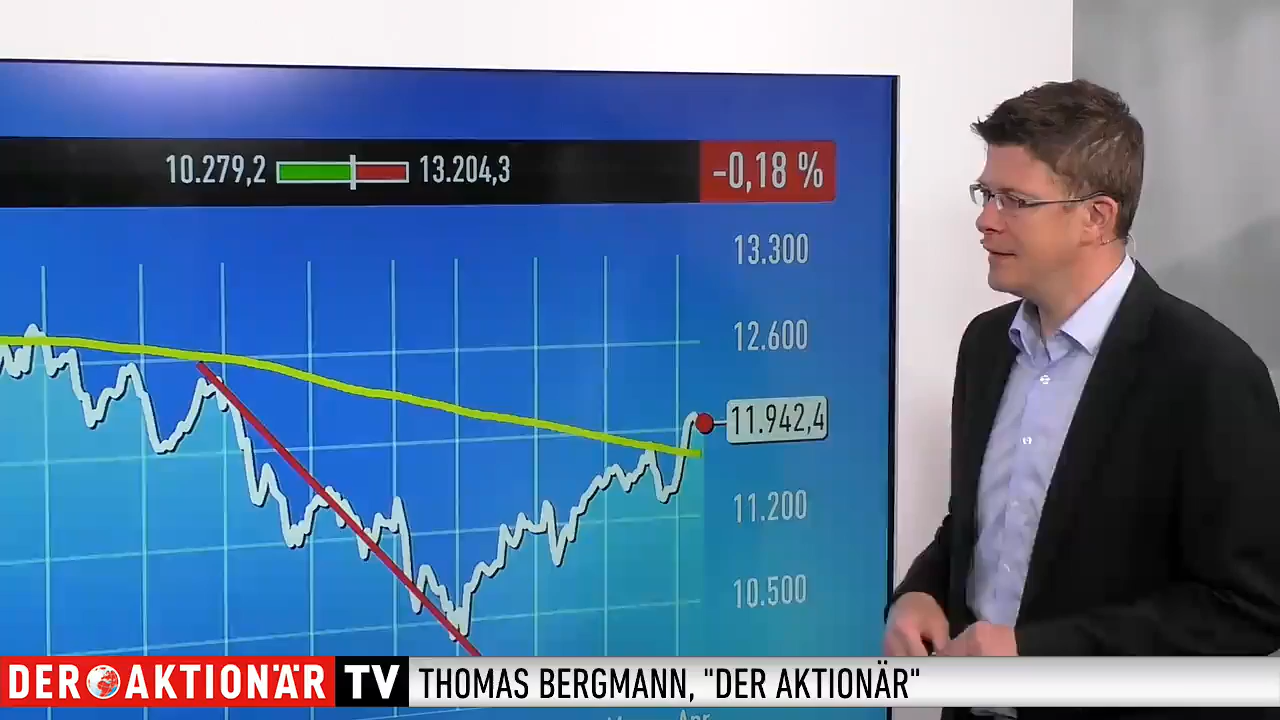 10.279,2 13.204,3 -0,18 %
13.300
12.600
11.942,4
11.200
10.500
DER AKTIONÄR TV THOMAS BERGMANN, "DER AKTIONÄR"
Apr